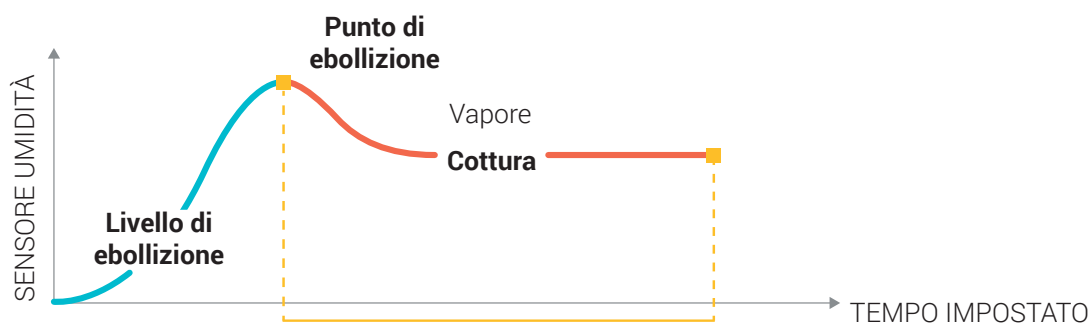 Punto di
ebollizione
SENSORE UMIDITÀ
Vapore
Cottura
Livello di
ebollizione
TEMPO IMPOSTATO